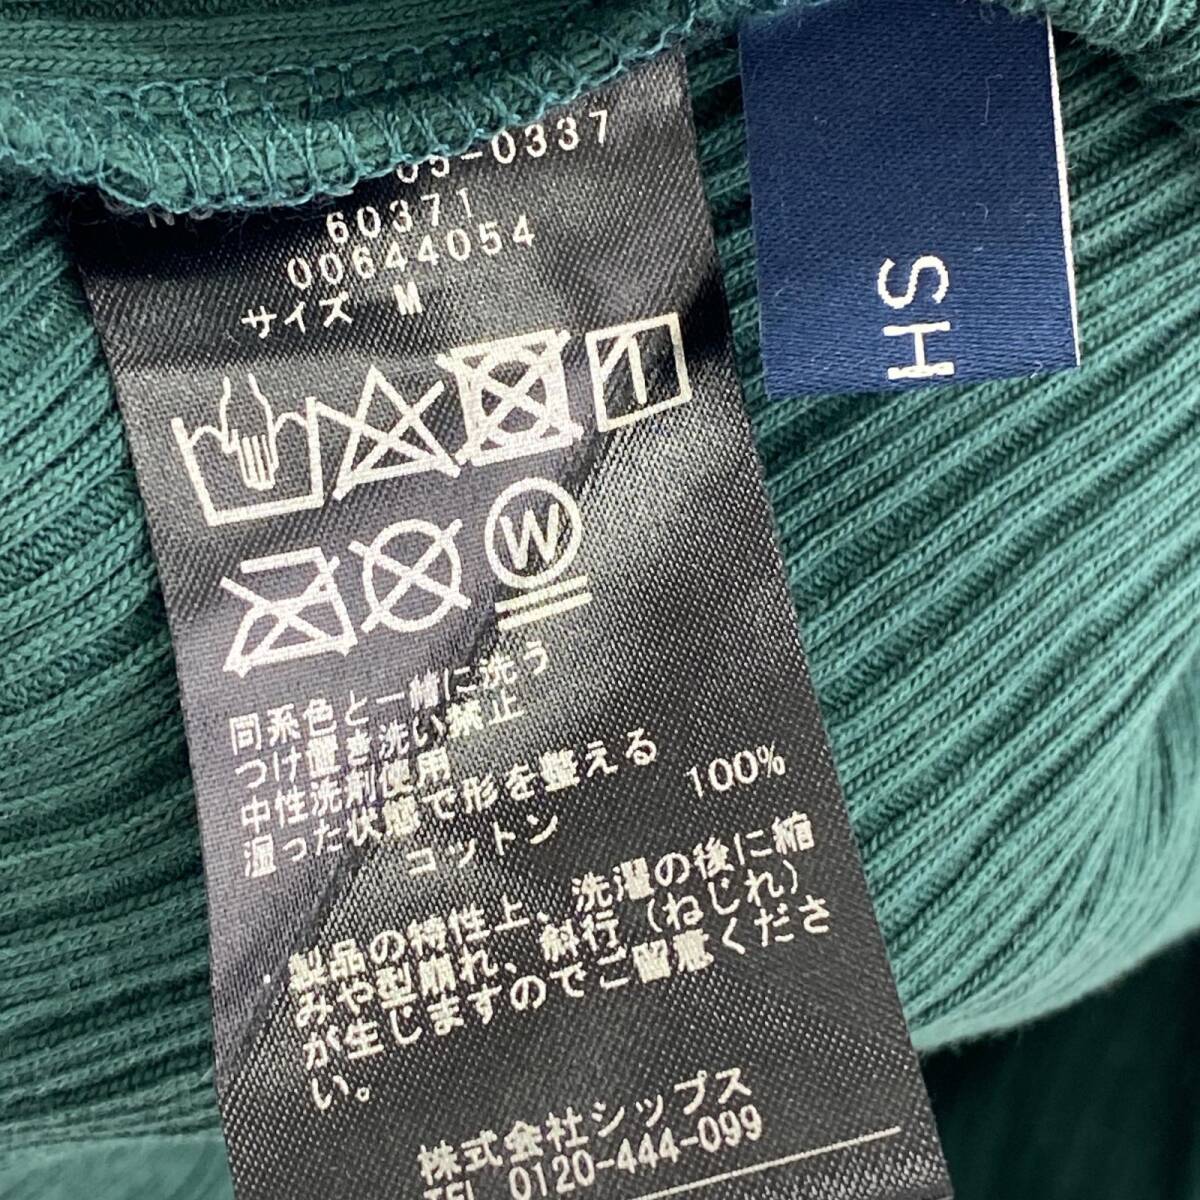 05-0337
60371
00644054
サイズ M
W
同系色と一緒に洗う
つけ置き洗い禁止
中性洗剤使用
湿った状態で形を整える
コットン 100%
・製品の特性上、洗濯の後に縮
みや型崩れ、斜行(ねじれ)
が生じますのでご留意くださ
い。
株式会社シップス
TEL 0120-444-099
HS